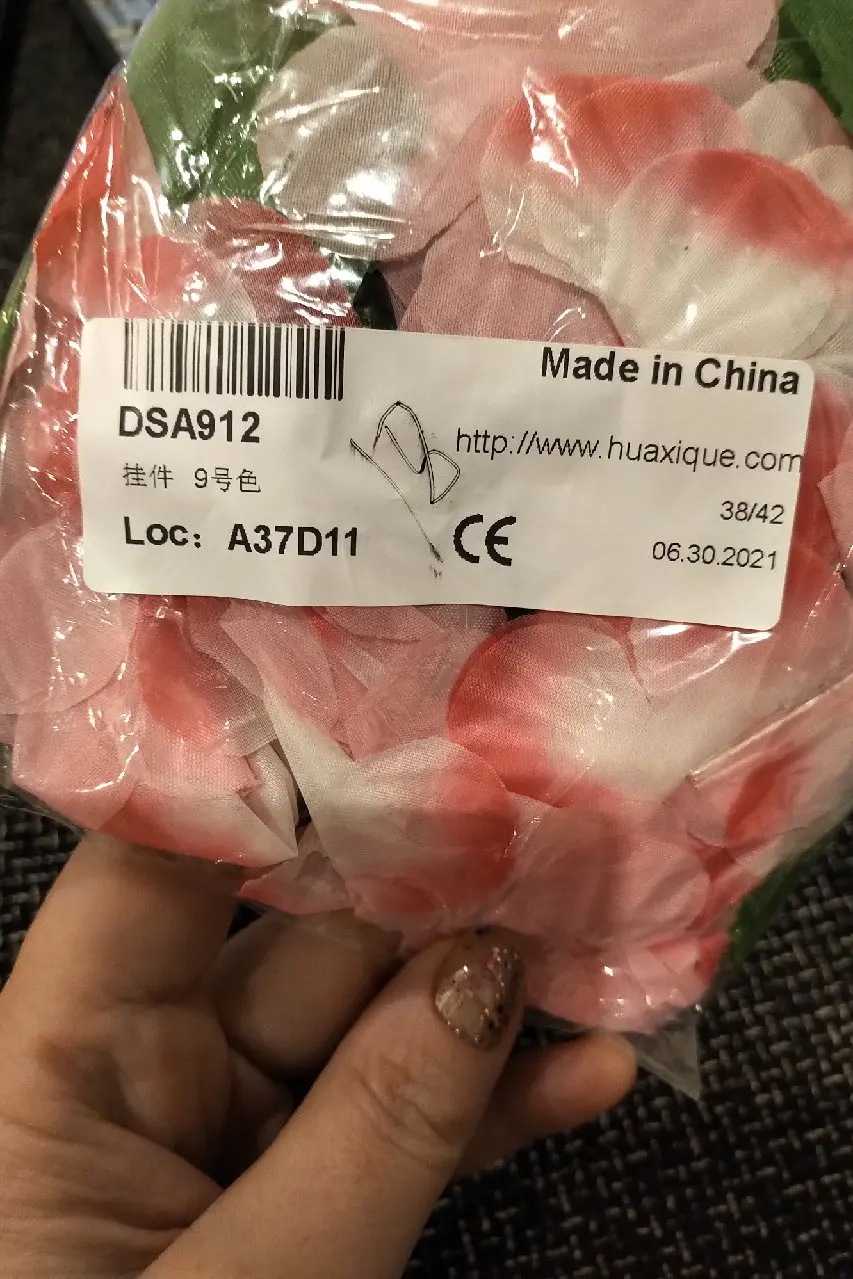 Made in China
DSA912
http://www.huaxique.com
挂件 9号色
38/42
Loc: A37D11
CE
06.30.2021